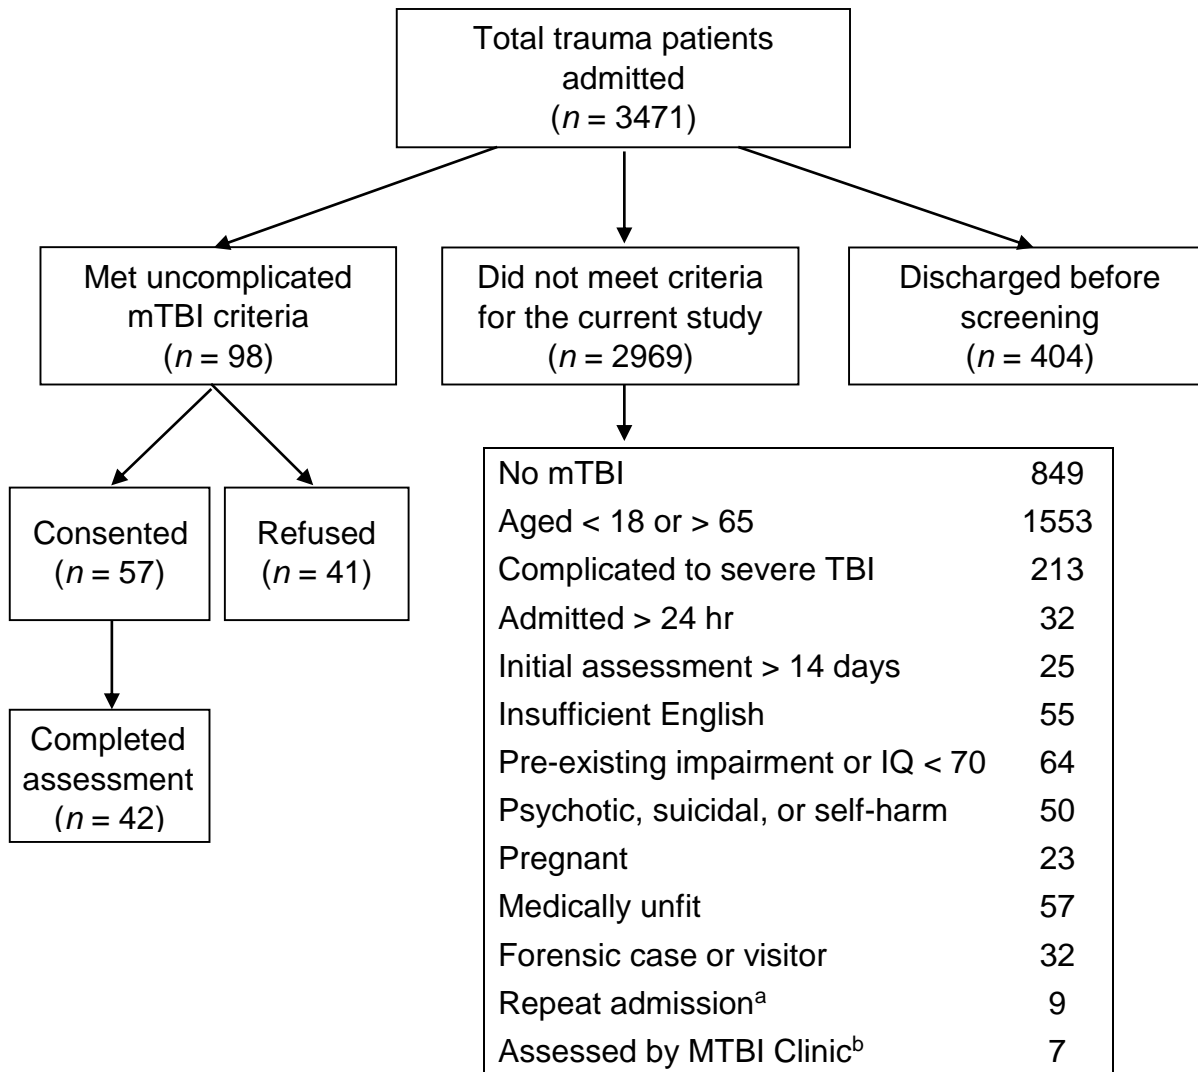 Total trauma patients
admitted
(n = 3471)
Met uncomplicated
mTBI criteria
(n = 98)
Did not meet criteria
for the current study
(n = 2969)
Discharged before
screening
(n = 404)
Consented
(n = 57)
Refused
(n = 41)
Completed
assessment
(n = 42)
No mTBI 849
Aged < 18 or > 65 1553
Complicated to severe TBI 213
Admitted > 24 hr 32
Initial assessment > 14 days 25
Insufficient English 55
Pre-existing impairment or IQ < 70 64
Psychotic, suicidal, or self-harm 50
Pregnant 23
Medically unfit 57
Forensic case or visitor 32
Repeat admissionᵃ 9
Assessed by MTBI Clinicᵇ 7